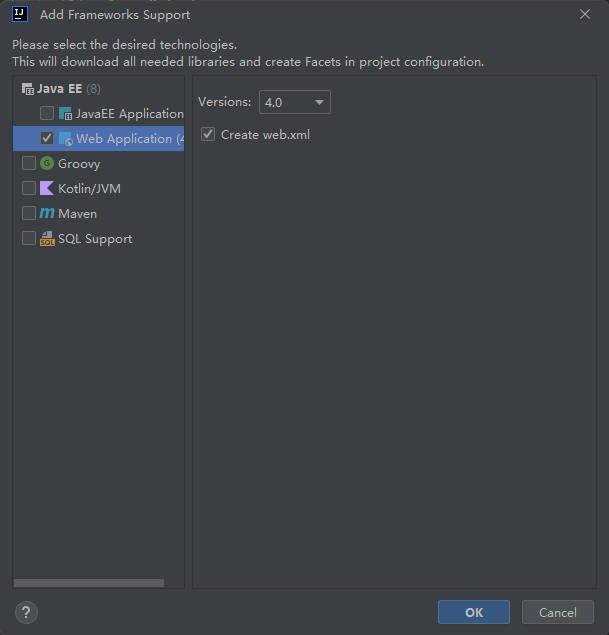 IJ
Add Frameworks Support
Please select the desired technologies.
This will download all needed libraries and create Facets in project configuration.
Java EE (8)
JavaEE Application
Web Application (4
G Groovy
Kotlin/JVM
m Maven
SQL SQL Support
Versions: 4.0
Create web.xml
?
OK
Cancel